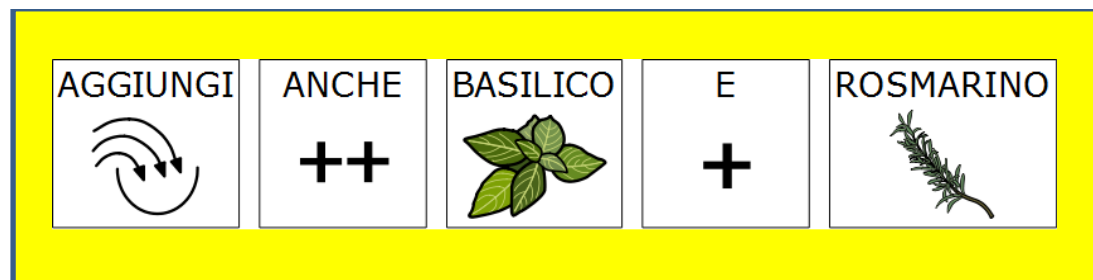 AGGIUNGI ANCHE BASILICO E ROSMARINO
++ +